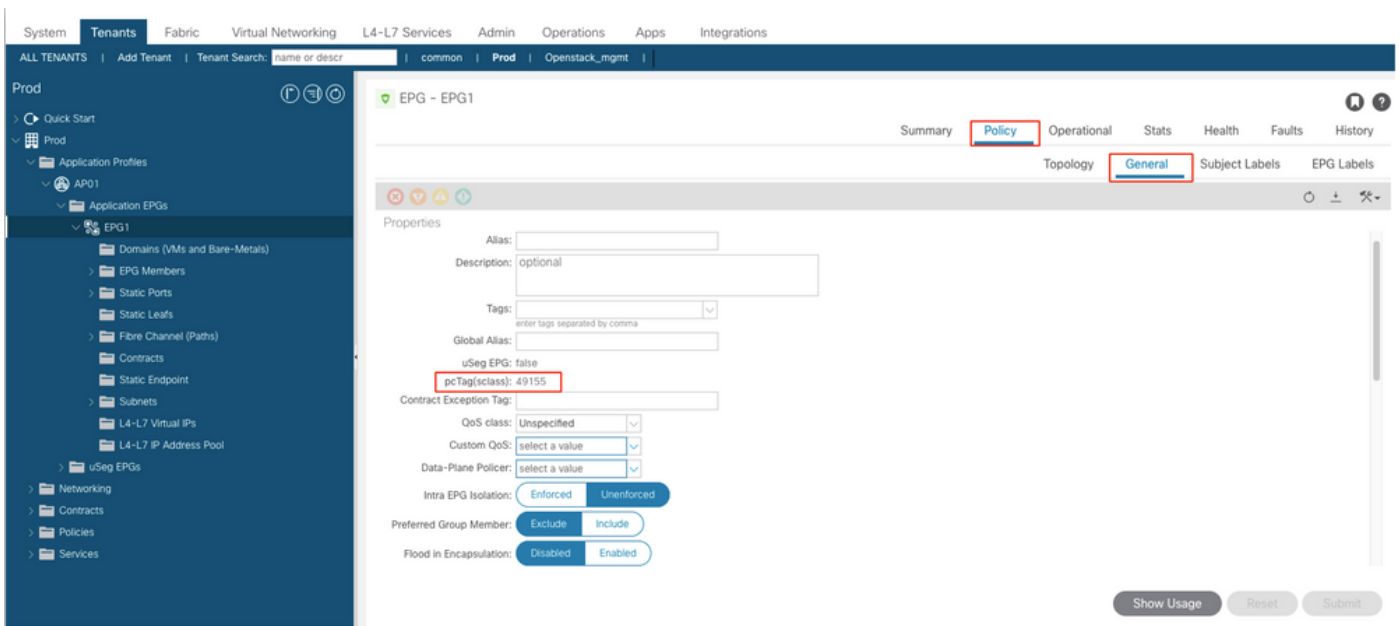 System Tenants Fabric Virtual Networking L4-L7 Services Admin Operations Apps Integrations
ALL TENANTS | Add Tenant | Tenant Search: name or descr | common | Prod | Openstack_mgmt |
Prod
Quick Start
Prod
Application Profiles
AP01
Application EPGs
EPG1
Domains (VMs and Bare-Metals)
EPG Members
Static Ports
Static Leafs
Fibre Channel (Paths)
Contracts
Static Endpoint
Subnets
L4-L7 Virtual IPs
L4-L7 IP Address Pool
uSeg EPGs
Networking
Contracts
Policies
Services
EPG - EPG1
Summary Policy Operational Stats Health Faults History
Topology General Subject Labels EPG Labels
Properties
Alias:
Description: optional
Tags:
enter tags separated by comma
Global Alias:
uSeg EPG: false
pcTag(sclass): 49155
Contract Exception Tag:
QoS class: Unspecified
Custom QoS: select a value
Data-Plane Policer: select a value
Intra EPG Isolation: Enforced Unenforced
Preferred Group Member: Exclude Include
Flood in Encapsulation: Disabled Enabled
Show Usage Reset Submit